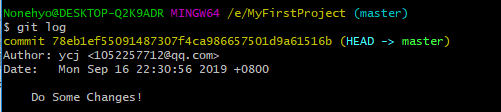 Nonehyo@DESKTOP-Q2K9ADR MINGW64 /e/MyFirstProject (master)
$ git log
commit 78eb1ef55091487307f4ca986657501d9a61516b (HEAD -> master)
Author: ycj <1052257712@qq.com>
Date:   Mon Sep 16 22:30:56 2019 +0800
    Do Some Changes!